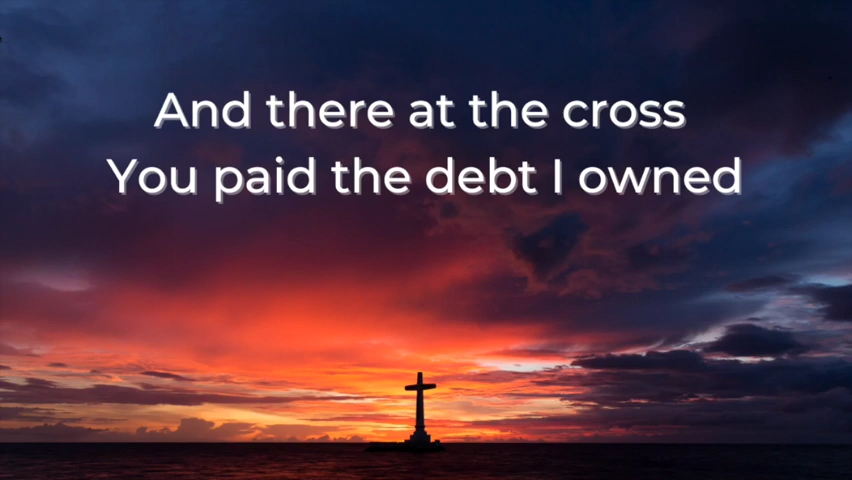 And there at the cross
You paid the debt I owned